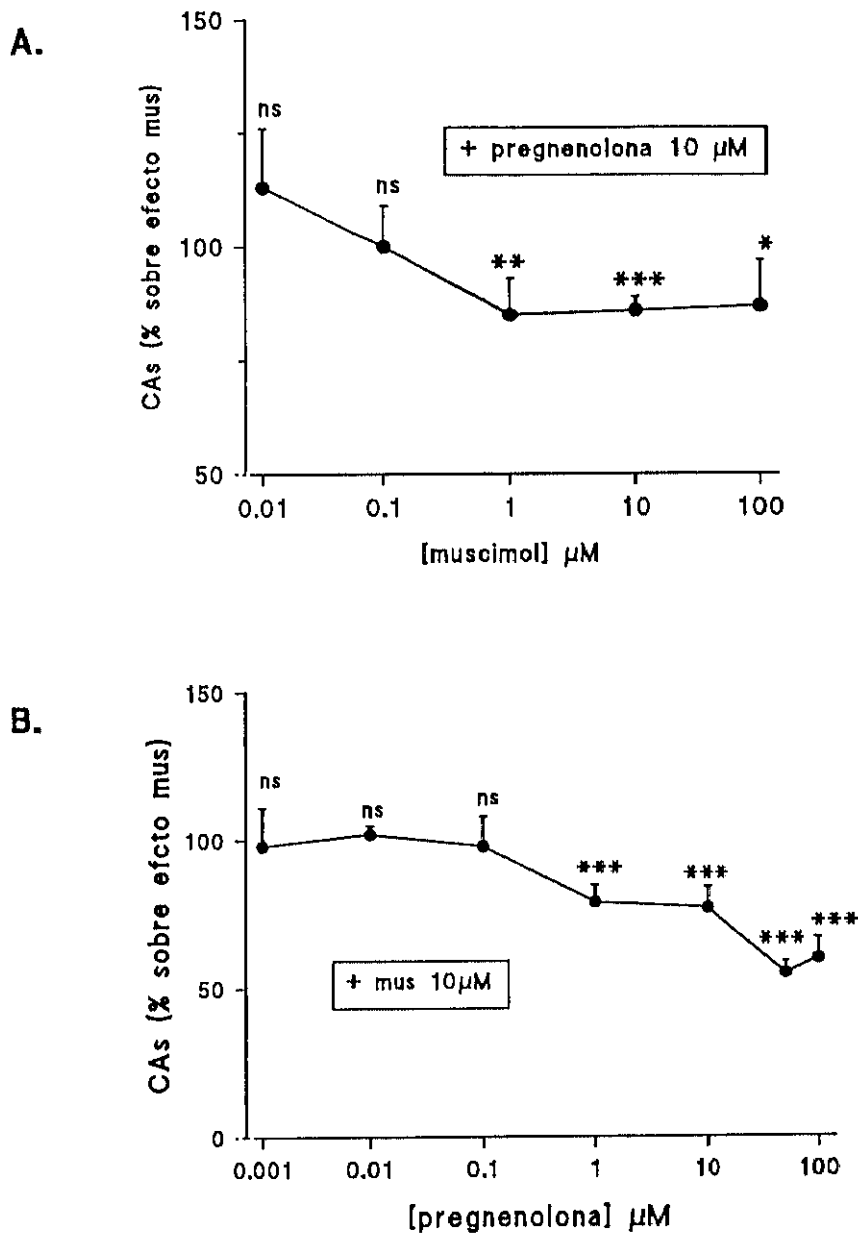 A.
CAs (% sobre efecto mus)
150
100
50
ns
ns
**
***
*
+ pregnenolona 10 µM
0.01 0.1 1 10 100
[muscimol] µM
B.
CAs (% sobre efcto mus)
150
100
50
0
ns
ns
ns
***
***
***
***
+ mus 10µM
0.001 0.01 0.1 1 10 100
[pregnenolona] µM